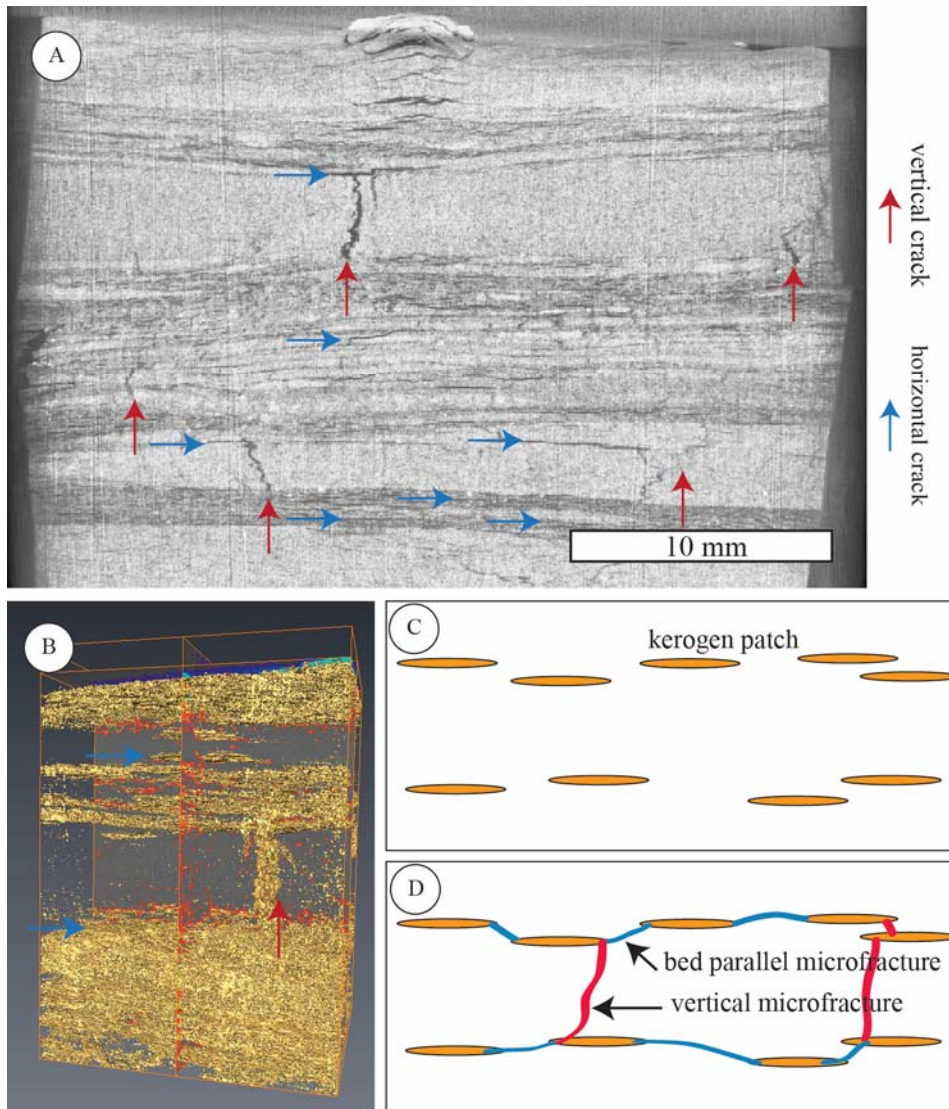 A
vertical crack
horizontal crack
10 mm
B
C
kerogen patch
D
bed parallel microfracture
vertical microfracture